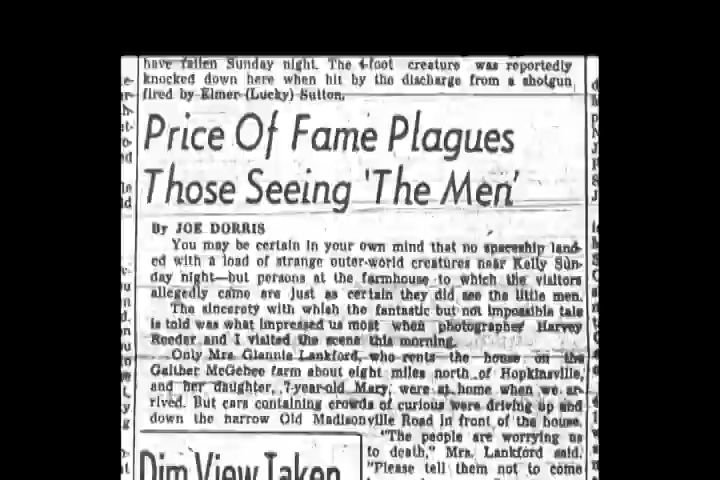 have fallen Sunday night. The 4-foot creature was reportedly
knocked down here when hit by the discharge from a shotgun
fired by Elmer (Lucky) Sutton.
Price Of Fame Plagues
Those Seeing 'The Men'
By JOE DORRIS
You may be certain in your own mind that no spaceship land-
ed with a load of strange outer-world creatures near Kelly Sun-
day night—but persons at the farmhouse to which the visitors
allegedly came are just as certain they did see the little men.
The sincerety with which the fantastic but not impossible tale
is told was what impressed us most when photographer Harvey
Reeder and I visited the scene this morning.
Only Mrs. Glennie Lankford, who rents the house on the
Gaither McGehee farm about eight miles north of Hopkinsville,
and her daughter, 7-year-old Mary, were at home when we ar-
rived. But cars containing crowds of curious were driving up and
down the narrow Old Madisonville Road in front of the house.
"The people are worrying us
to death," Mrs. Lankford said.
"Please tell them not to come
Dim View Taken